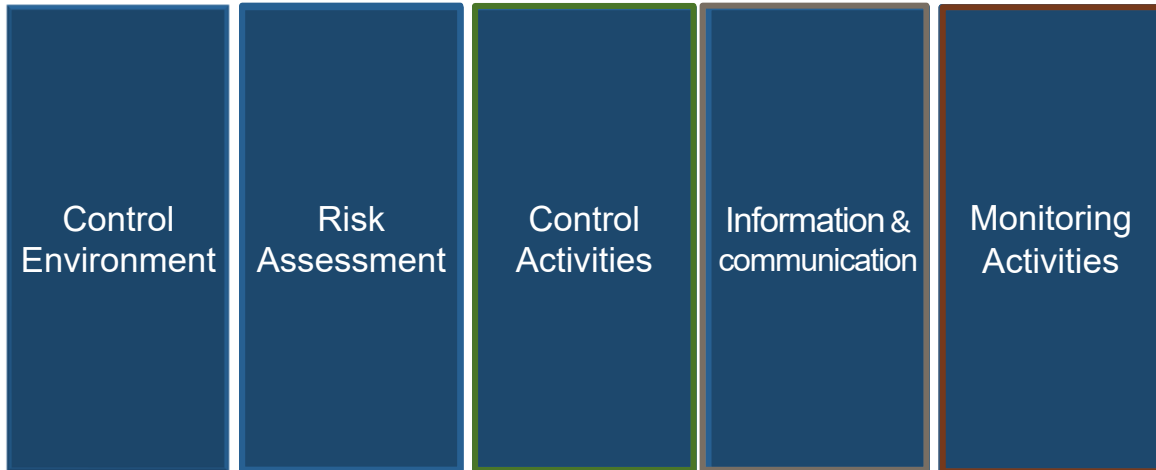 Control
Environment
Risk
Assessment
Control
Activities
Information &
communication
Monitoring
Activities